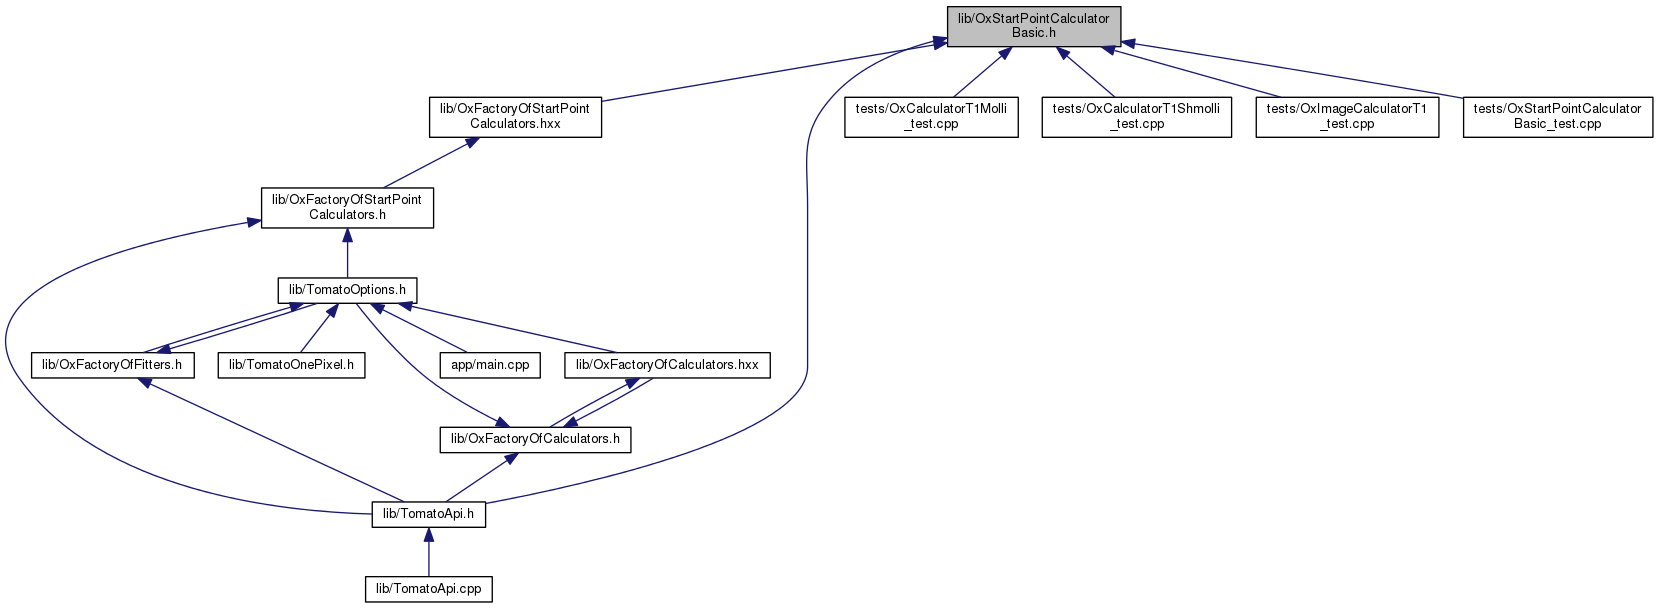 lib/OxStartPointCalculator
Basic.h
lib/OxFactoryOfStartPoint
Calculators.hxx
tests/OxCalculatorT1Molli
_test.cpp
tests/OxCalculatorT1Shmolli
_test.cpp
tests/OxImageCalculatorT1
_test.cpp
tests/OxStartPointCalculator
Basic_test.cpp
lib/OxFactoryOfStartPoint
Calculators.h
lib/TomatoOptions.h
lib/OxFactoryOfFitters.h
lib/TomatoOnePixel.h
app/main.cpp
lib/OxFactoryOfCalculators.hxx
lib/OxFactoryOfCalculators.h
lib/TomatoApi.h
lib/TomatoApi.cpp